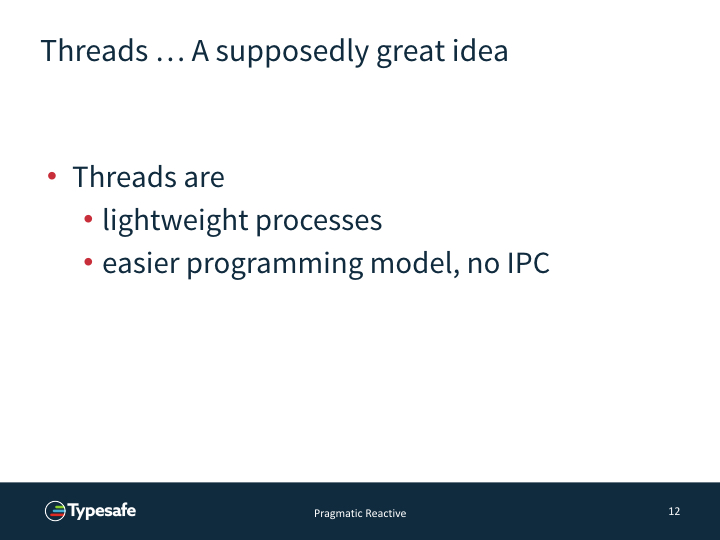 Threads … A supposedly great idea
• Threads are
• lightweight processes
• easier programming model, no IPC
Typesafe
Pragmatic Reactive
12